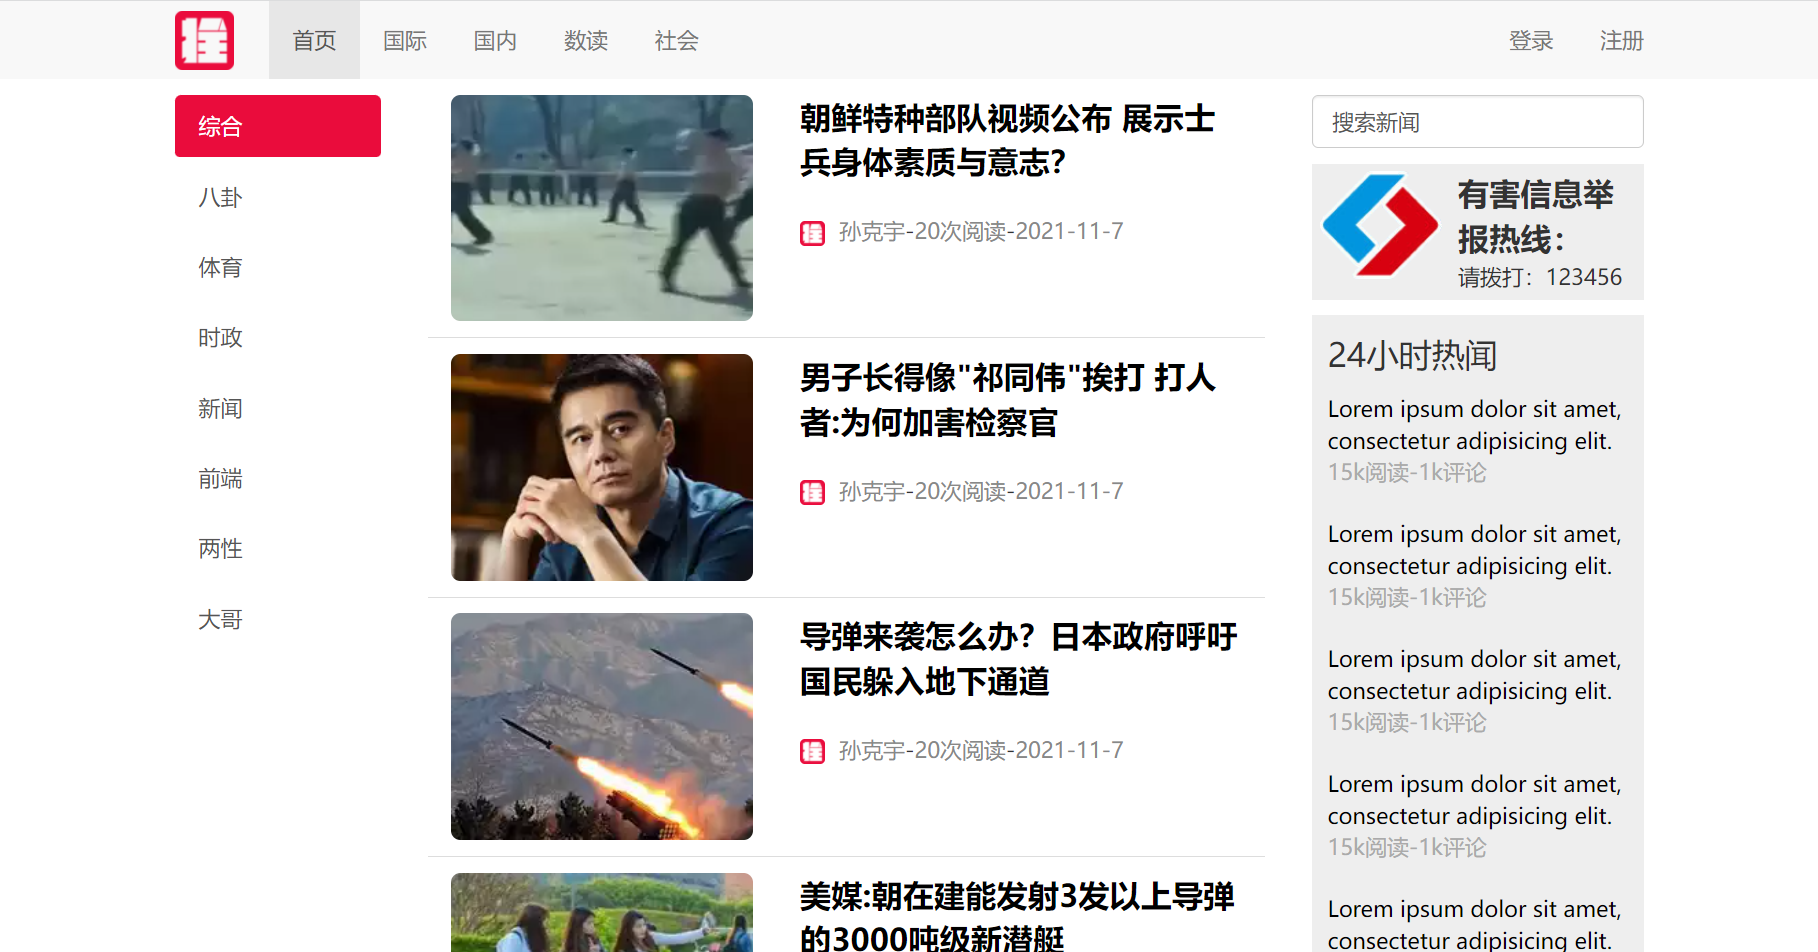 首页
国际
国内
数读
社会
登录
注册
综合
八卦
体育
时政
新闻
前端
两性
大哥
朝鲜特种部队视频公布 展示士
兵身体素质与意志？
孙克宇-20次阅读-2021-11-7
男子长得像"祁同伟"挨打 打人
者:为何加害检察官
孙克宇-20次阅读-2021-11-7
导弹来袭怎么办？日本政府呼吁
国民躲入地下通道
孙克宇-20次阅读-2021-11-7
美媒:朝在建能发射3发以上导弹
的3000吨级新潜艇
搜索新闻
有害信息举
报热线：
请拨打：123456
24小时热闻
Lorem ipsum dolor sit amet,
consectetur adipisicing elit.
15k阅读-1k评论
Lorem ipsum dolor sit amet,
consectetur adipisicing elit.
15k阅读-1k评论
Lorem ipsum dolor sit amet,
consectetur adipisicing elit.
15k阅读-1k评论
Lorem ipsum dolor sit amet,
consectetur adipisicing elit.
15k阅读-1k评论
Lorem ipsum dolor sit amet,
consectetur adipisicing elit.